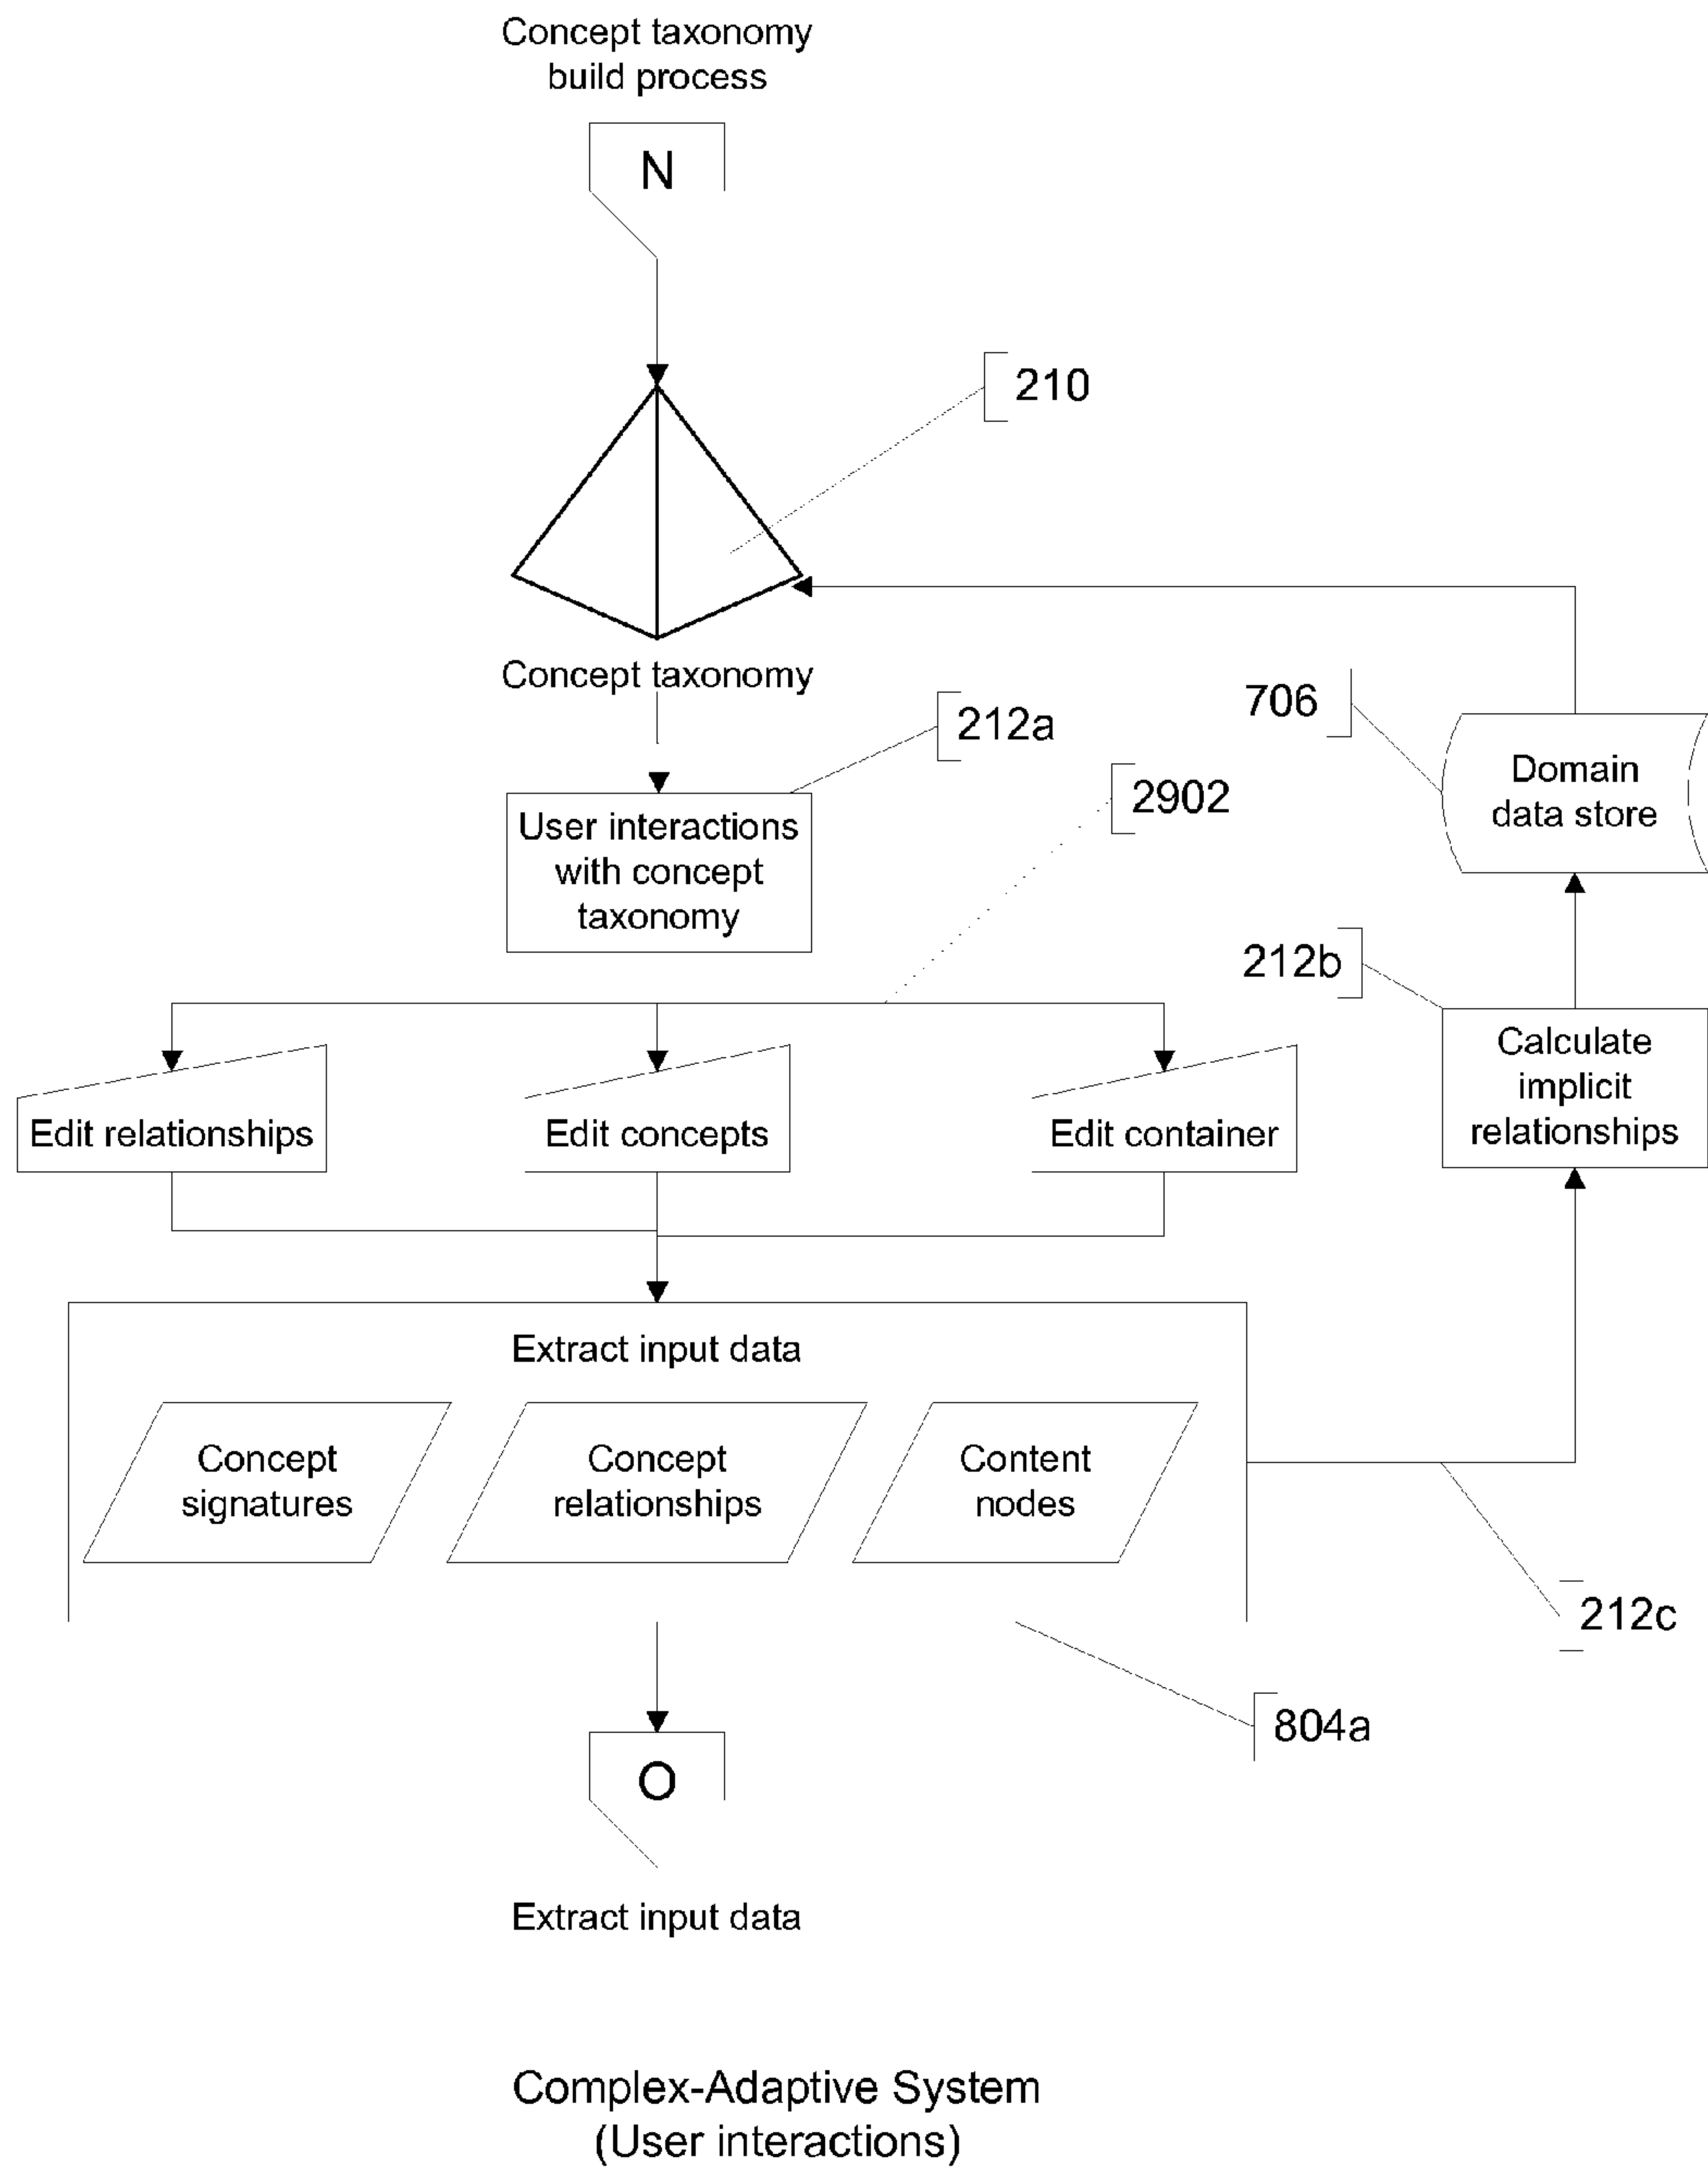 Concept taxonomy
build process
N
210
Concept taxonomy
706
212a
Domain
data store
2902
User interactions
with concept
taxonomy
212b
Calculate
implicit
relationships
Edit relationships
Edit concepts
Edit container
Extract input data
Concept
signatures
Concept
relationships
Content
nodes
212c
804a
O
Extract input data
Complex-Adaptive System
(User interactions)